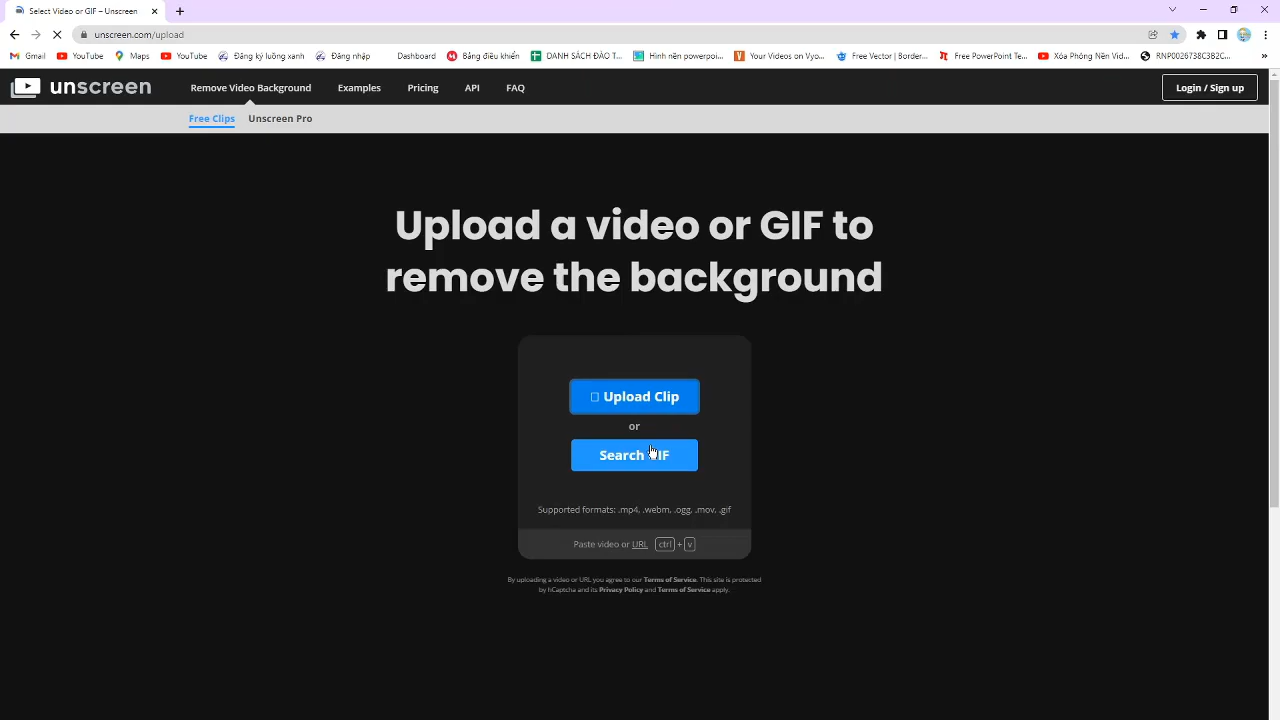 Select Video or GIF – Unscreen
unscreen.com/upload
Gmail YouTube Maps YouTube Đăng ký luồng xanh Đăng nhập Dashboard Bảng điều khiển DANH SÁCH ĐÀO T... Hình nền powerpoi... Your Videos on Vyo... Free Vector | Border... Free PowerPoint Te... Xóa Phông Nền Vid... RNP0026738C3B2C...
unscreen Remove Video Background Examples Pricing API FAQ Login / Sign up
Free Clips Unscreen Pro
Upload a video or GIF to
remove the background
Upload Clip
or
Search GIF
Supported formats: .mp4, .webm, .ogg, .mov, .gif
Paste video or URL ctrl + v
By uploading a video or URL you agree to our Terms of Service. This site is protected
by hCaptcha and its Privacy Policy and Terms of Service apply.